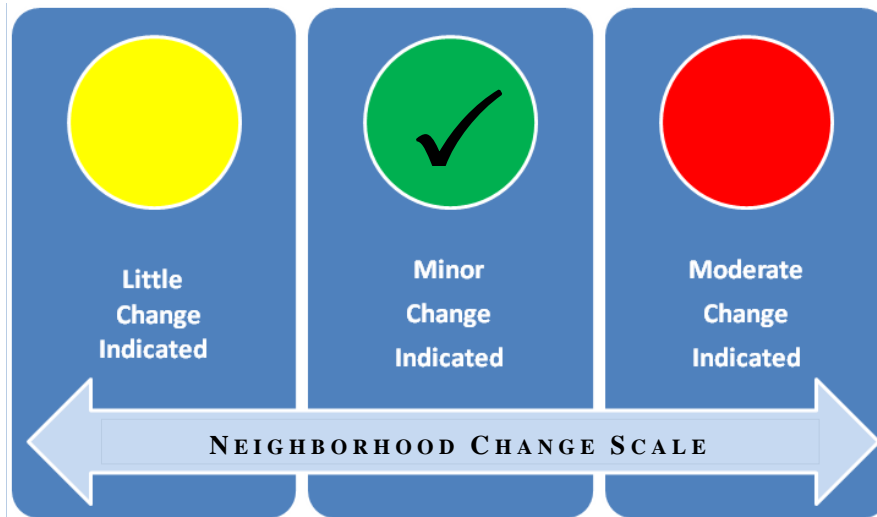 Little
Change
Indicated
Minor
Change
Indicated
Moderate
Change
Indicated
NEIGHBORHOOD CHANGE SCALE